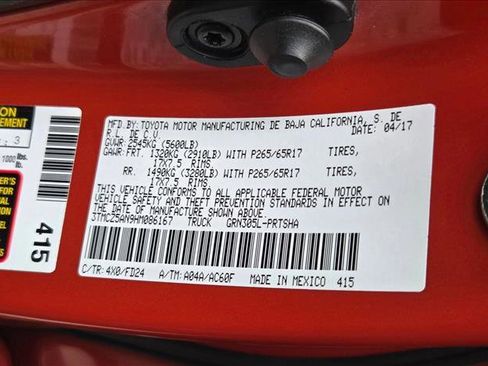 MFD.BY: TOYOTA MOTOR MANUFACTURING DE BAJA CALIFORNIA, S. DE
R.L. DE C.V. DATE: 04/17
GVWR: 2545KG (5600LB)
GAWR: FRT. 1320KG (2910LB) WITH P265/65R17 TIRES,
17X7.5 RIMS
RR. 1490KG (3280LB) WITH P265/65R17 TIRES,
17X7.5 RIMS
THIS VEHICLE CONFORMS TO ALL APPLICABLE FEDERAL MOTOR
VEHICLE SAFETY AND THEFT PREVENTION STANDARDS IN EFFECT ON
THE DATE OF MANUFACTURE SHOWN ABOVE.
3TMCZ5AN9HM086167 TRUCK GRN305L-PRTSHA
C/TR: 4X0/FD24 A/TM: A04A/AC60F MADE IN MEXICO 415
415
1000 lbs.